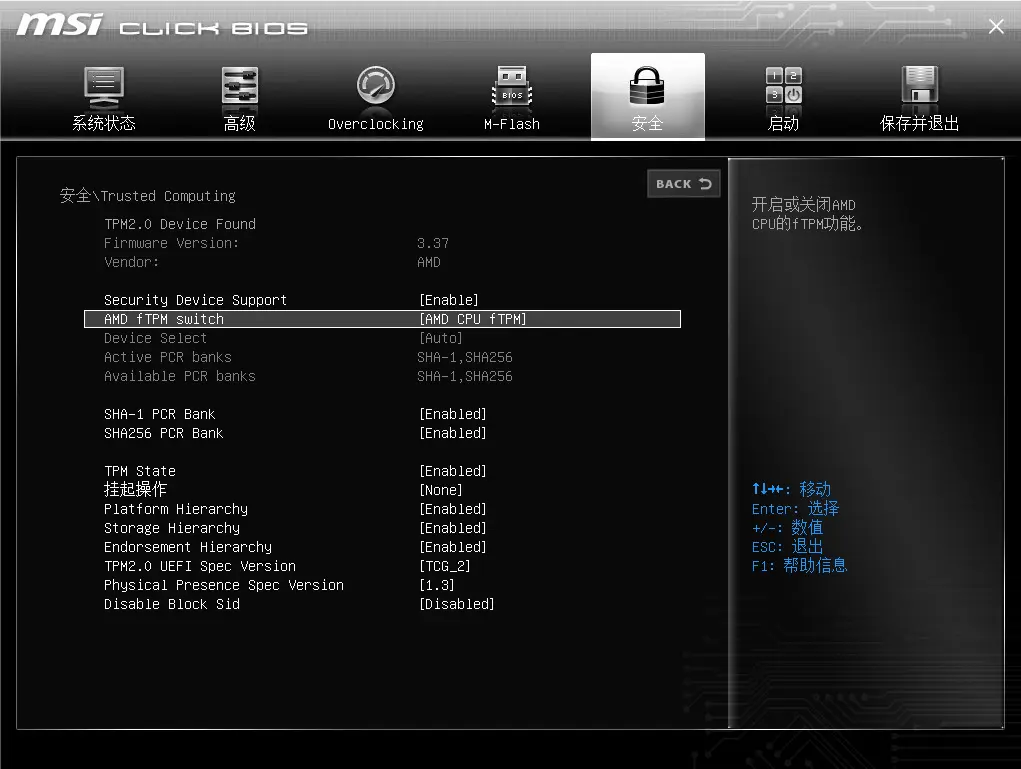 msi CLICK BIOS
系统状态
高级
Overclocking
BIOS
M-Flash
安全
1 2
3
启动
保存并退出
BACK
安全\Trusted Computing
TPM2.0 Device Found
Firmware Version: 3.37
Vendor: AMD
Security Device Support [Enable]
AMD fTPM switch [AMD CPU fTPM]
Device Select [Auto]
Active PCR banks SHA-1,SHA256
Available PCR banks SHA-1,SHA256
SHA-1 PCR Bank [Enabled]
SHA256 PCR Bank [Enabled]
TPM State [Enabled]
挂起操作 [None]
Platform Hierarchy [Enabled]
Storage Hierarchy [Enabled]
Endorsement Hierarchy [Enabled]
TPM2.0 UEFI Spec Version [TCG_2]
Physical Presence Spec Version [1.3]
Disable Block Sid [Disabled]
开启或关闭AMD
CPU的fTPM功能。
↑↓→←: 移动
Enter: 选择
+/-: 数值
ESC: 退出
F1: 帮助信息